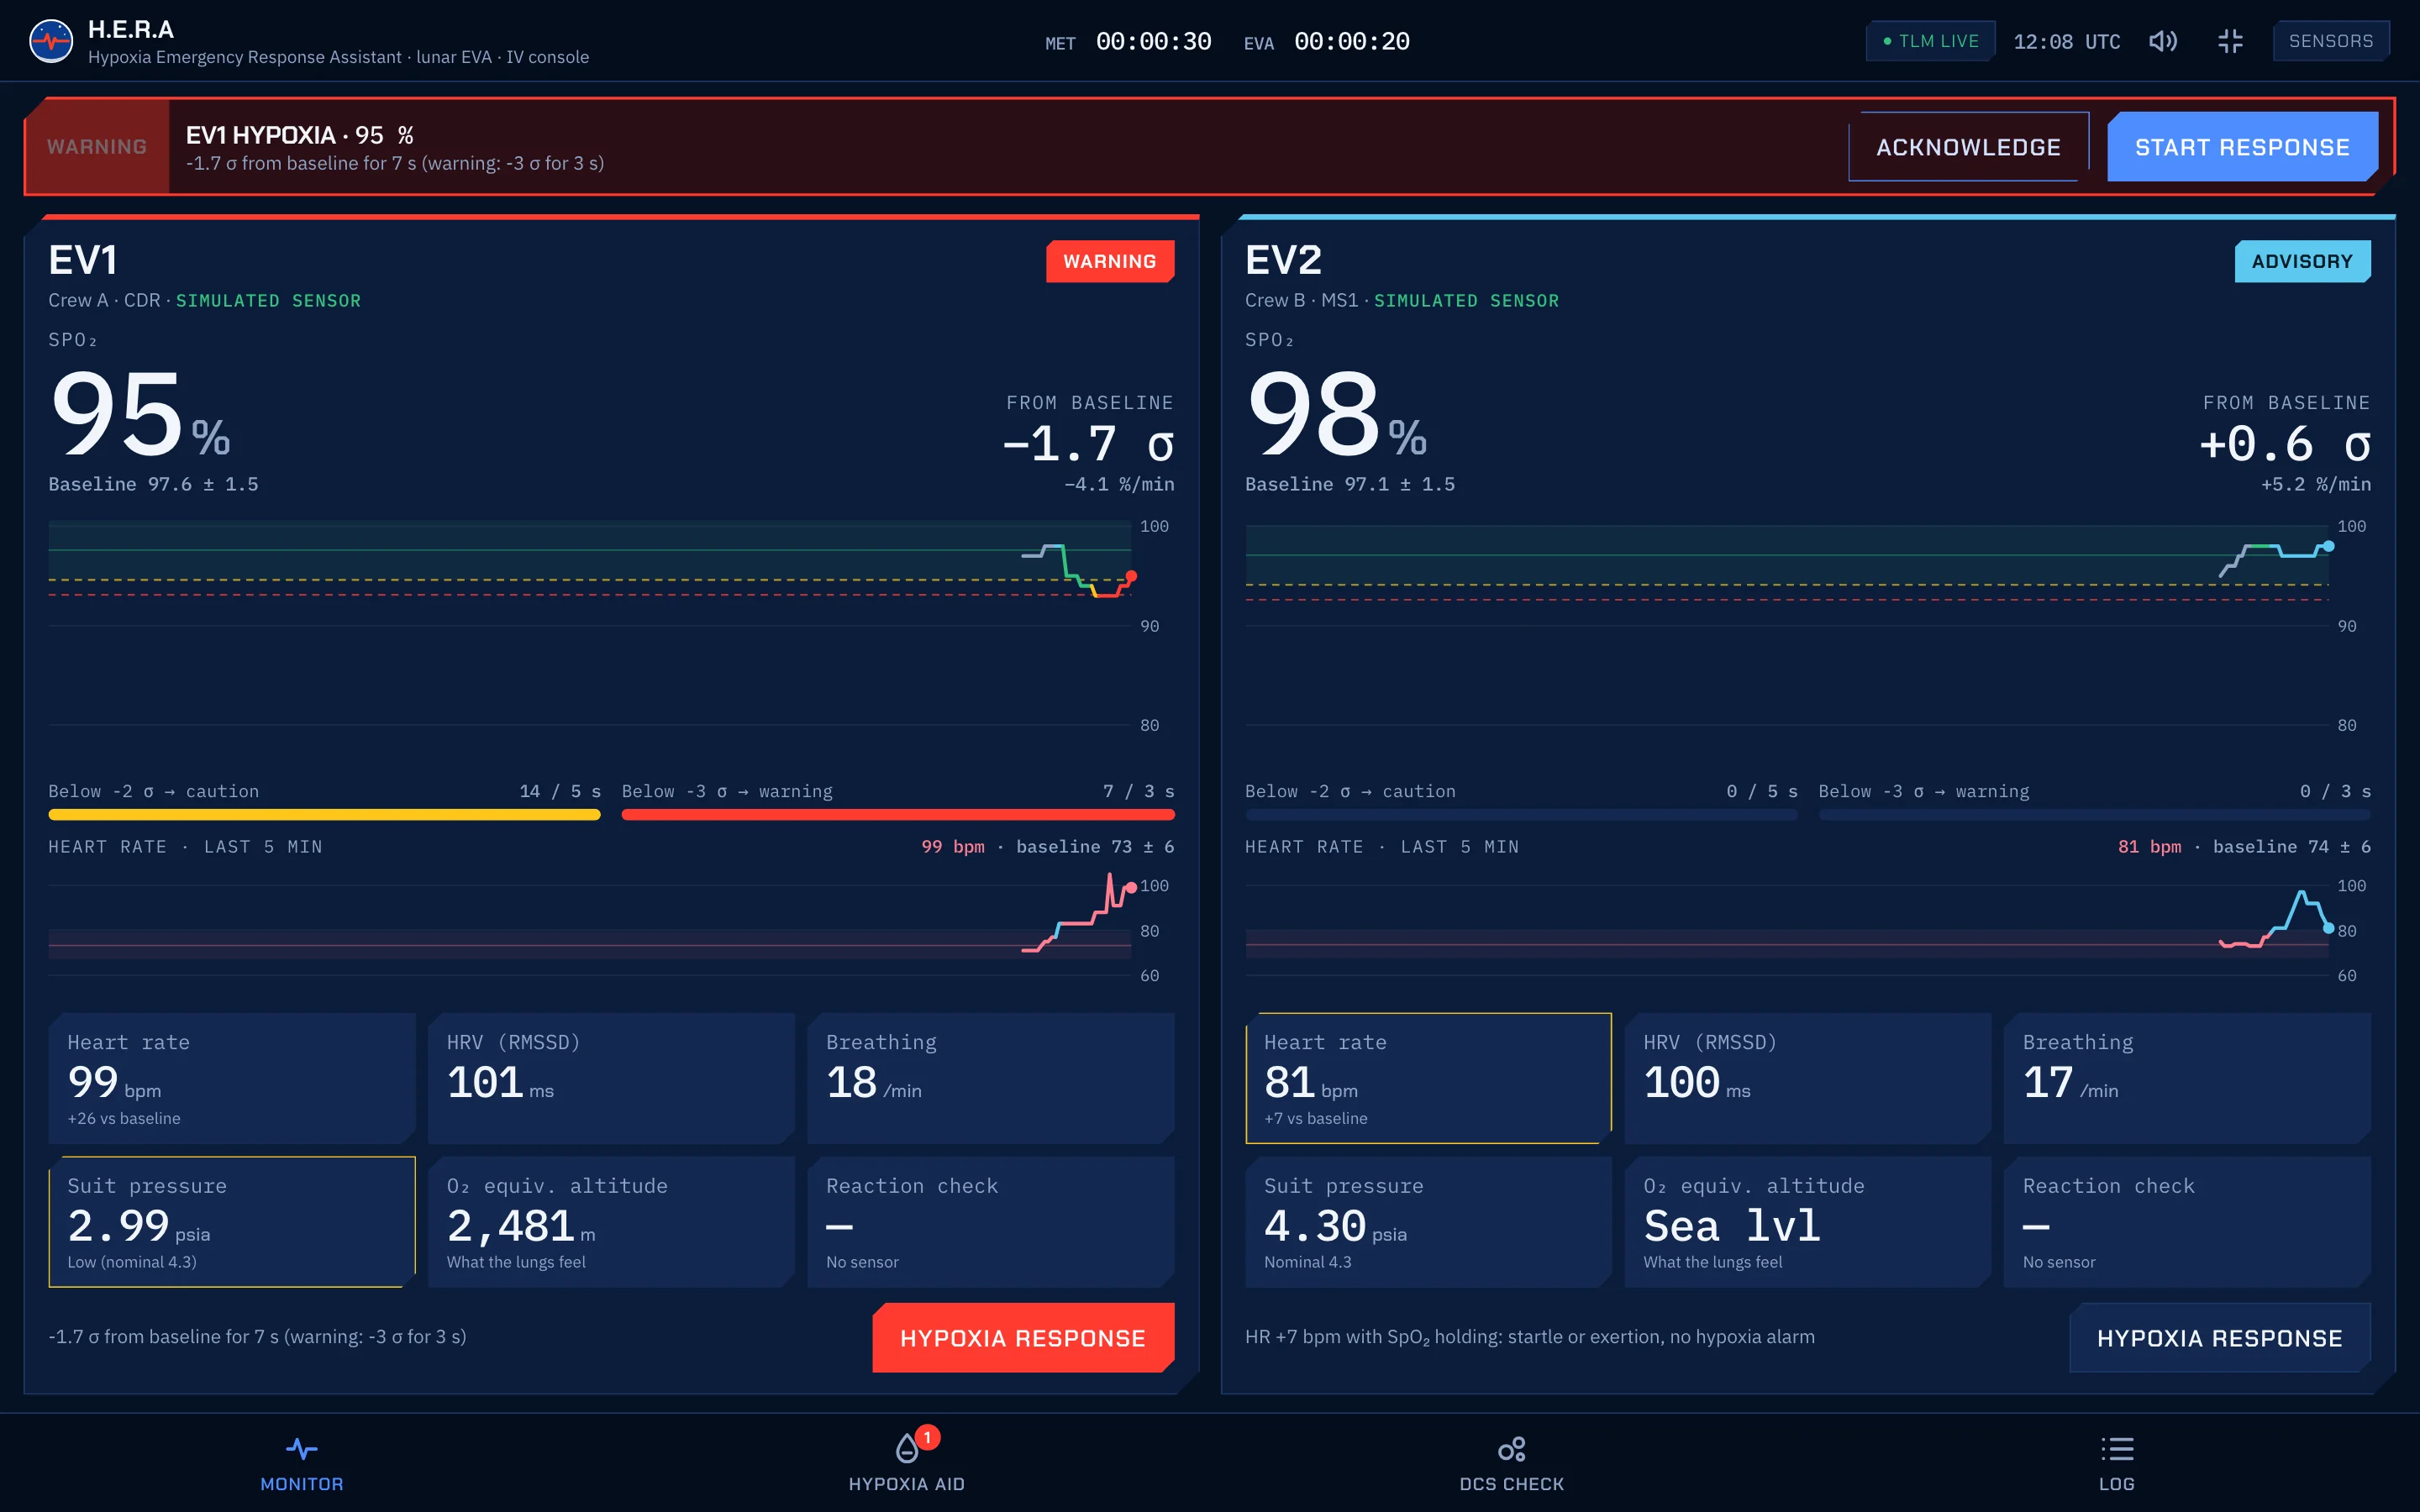 H.E.R.A
Hypoxia Emergency Response Assistant · lunar EVA · IV console
MET 00:00:30 EVA 00:00:20
TLM LIVE 12:08 UTC SENSORS
WARNING
EV1 HYPOXIA · 95 %
-1.7 σ from baseline for 7 s (warning: -3 σ for 3 s)
ACKNOWLEDGE
START RESPONSE
EV1
WARNING
Crew A · CDR · SIMULATED SENSOR
SPO₂
95 %
FROM BASELINE
−1.7 σ
Baseline 97.6 ± 1.5
−4.1 %/min
100
90
80
Below -2 σ → caution 14 / 5 s
Below -3 σ → warning 7 / 3 s
HEART RATE · LAST 5 MIN
99 bpm · baseline 73 ± 6
100
80
60
Heart rate
99 bpm
+26 vs baseline
HRV (RMSSD)
101 ms
Breathing
18 /min
Suit pressure
2.99 psia
Low (nominal 4.3)
O₂ equiv. altitude
2,481 m
What the lungs feel
Reaction check
—
No sensor
-1.7 σ from baseline for 7 s (warning: -3 σ for 3 s)
HYPOXIA RESPONSE
EV2
ADVISORY
Crew B · MS1 · SIMULATED SENSOR
SPO₂
98 %
FROM BASELINE
+0.6 σ
Baseline 97.1 ± 1.5
+5.2 %/min
100
90
80
Below -2 σ → caution 0 / 5 s
Below -3 σ → warning 0 / 3 s
HEART RATE · LAST 5 MIN
81 bpm · baseline 74 ± 6
100
80
60
Heart rate
81 bpm
+7 vs baseline
HRV (RMSSD)
100 ms
Breathing
17 /min
Suit pressure
4.30 psia
Nominal 4.3
O₂ equiv. altitude
Sea lvl
What the lungs feel
Reaction check
—
No sensor
HR +7 bpm with SpO₂ holding: startle or exertion, no hypoxia alarm
HYPOXIA RESPONSE
MONITOR
1
HYPOXIA AID
DCS CHECK
LOG